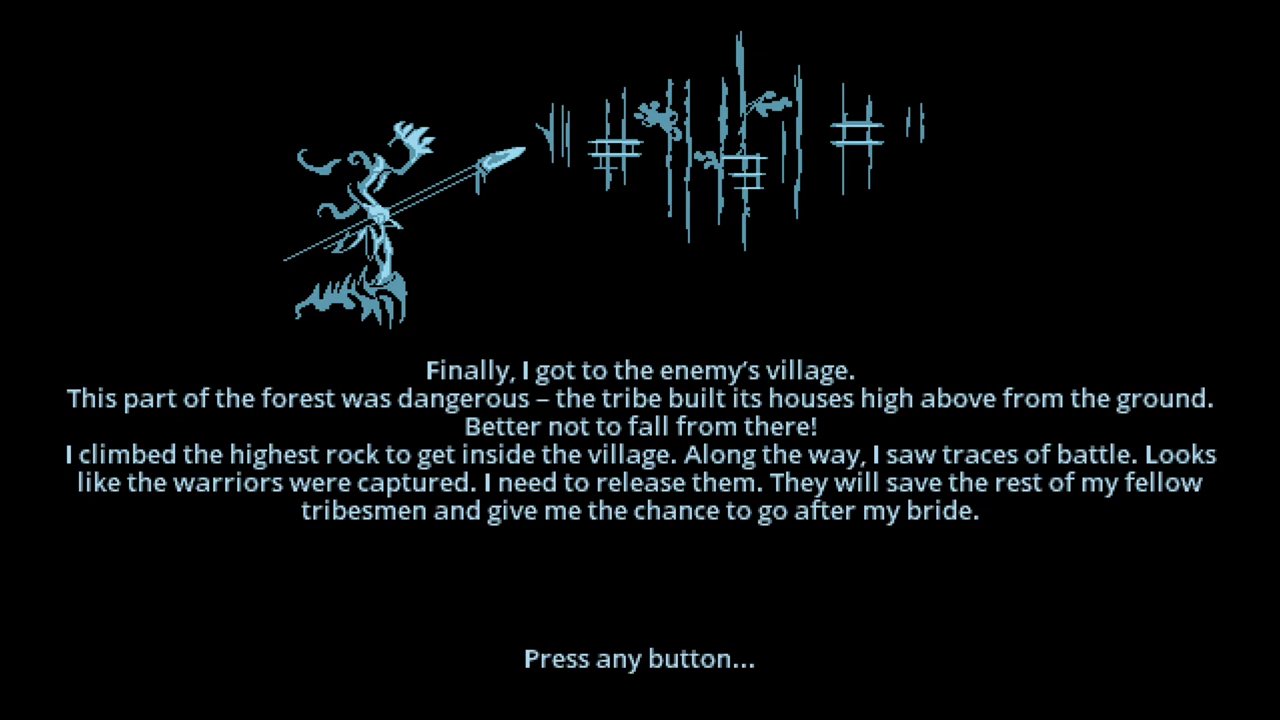 Finally, I got to the enemy’s village.
This part of the forest was dangerous – the tribe built its houses high above from the ground.
Better not to fall from there!
I climbed the highest rock to get inside the village. Along the way, I saw traces of battle. Looks
like the warriors were captured. I need to release them. They will save the rest of my fellow
tribesmen and give me the chance to go after my bride.
Press any button...